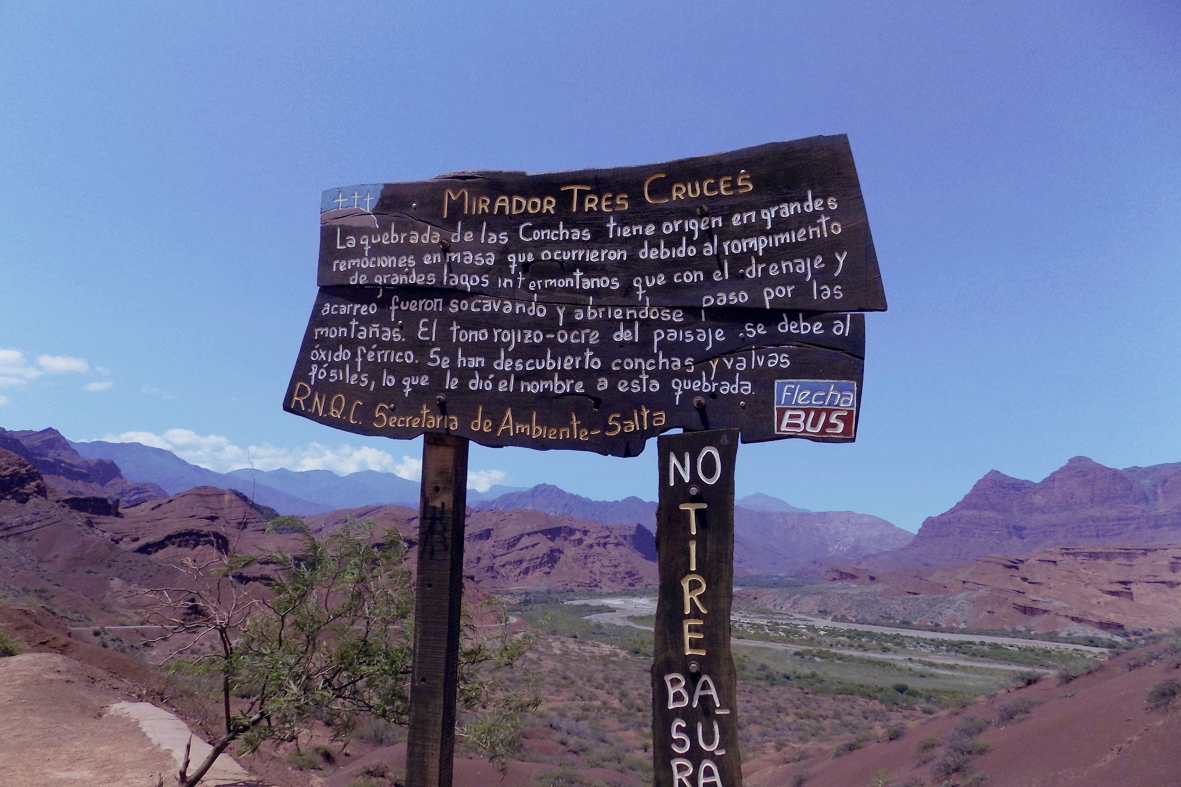 MIRADOR TRES CRUCES
La quebrada de las Conchas tiene origen en grandes
remociones en masa que ocurrieron debido al rompimiento
de grandes lagos intermontanos que con el drenaje y
acarreo fueron socavando y abriendose paso por las
montañas. El tono rojizo-ocre del paisaje se debe al
óxido férrico. Se han descubierto conchas y valvas
fósiles, lo que le dió el nombre a esta quebrada.
R.N.Q.C. Secretaria de Ambiente-Salta
flecha
BUS
NO
T
I
R
E
BA_
SU_
RA